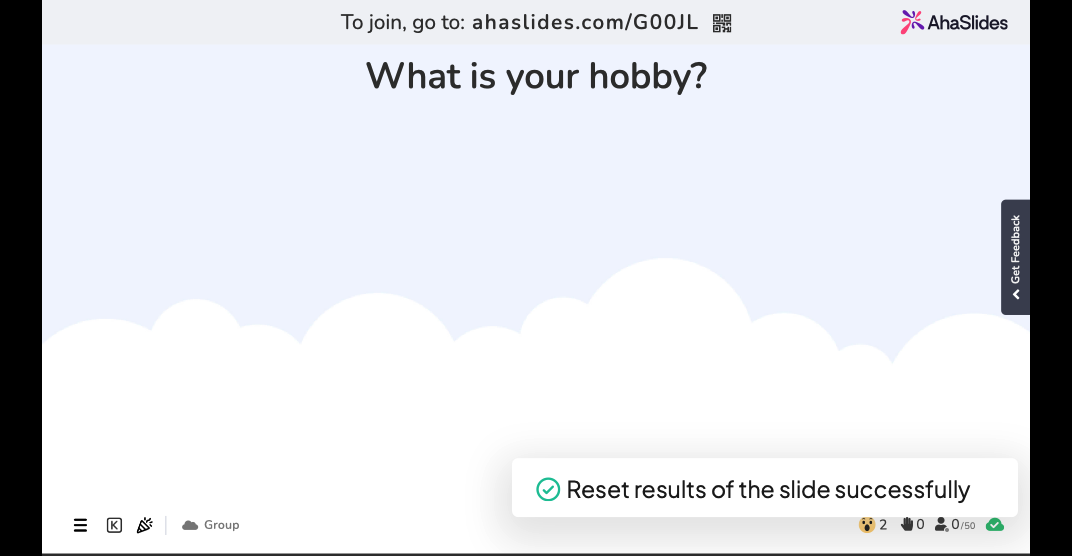 To join, go to: ahaslides.com/G00JL
AhaSlides
What is your hobby?
Get Feedback
Reset results of the slide successfully
K
Group
2
0
0/50